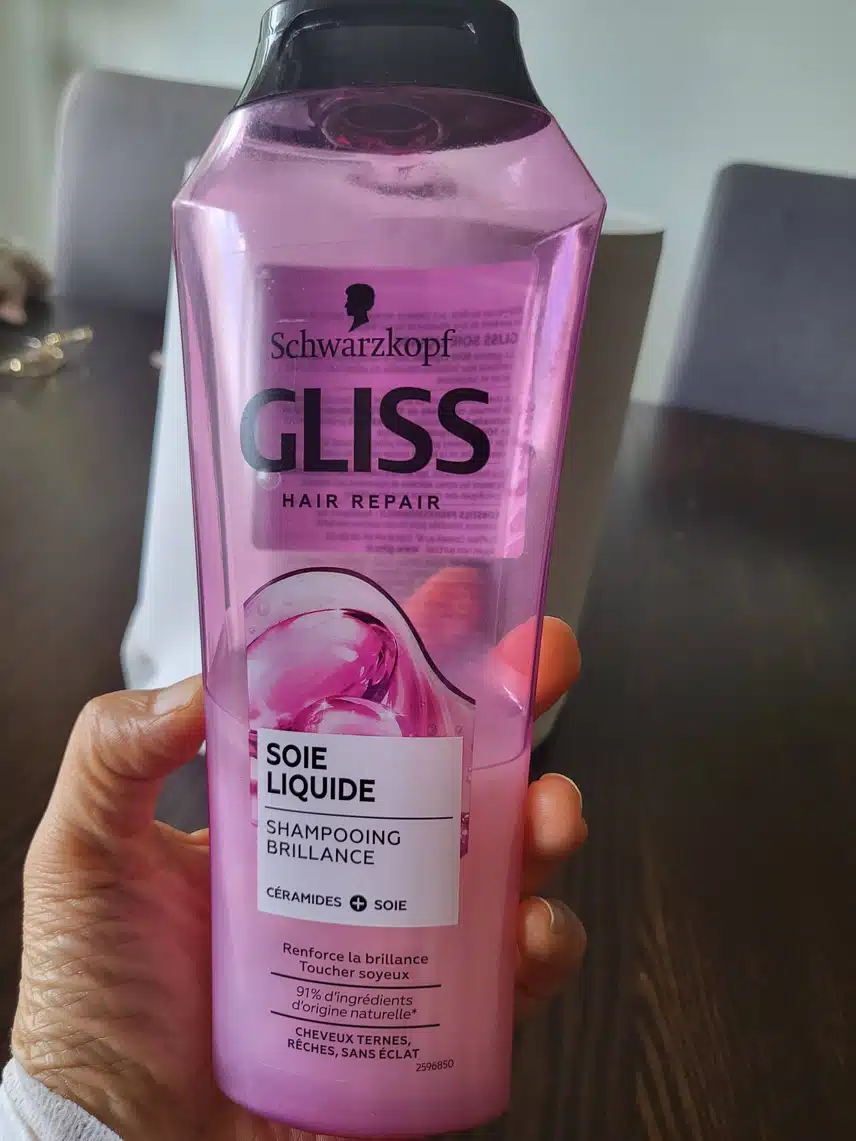 Schwarzkopf
GLISS
HAIR REPAIR
SOIE
LIQUIDE
SHAMPOOING
BRILLANCE
CÉRAMIDES + SOIE
Renforce la brillance
Toucher soyeux
91% d'ingrédients
d'origine naturelle*
CHEVEUX TERNES,
RÊCHES, SANS ÉCLAT
2596850